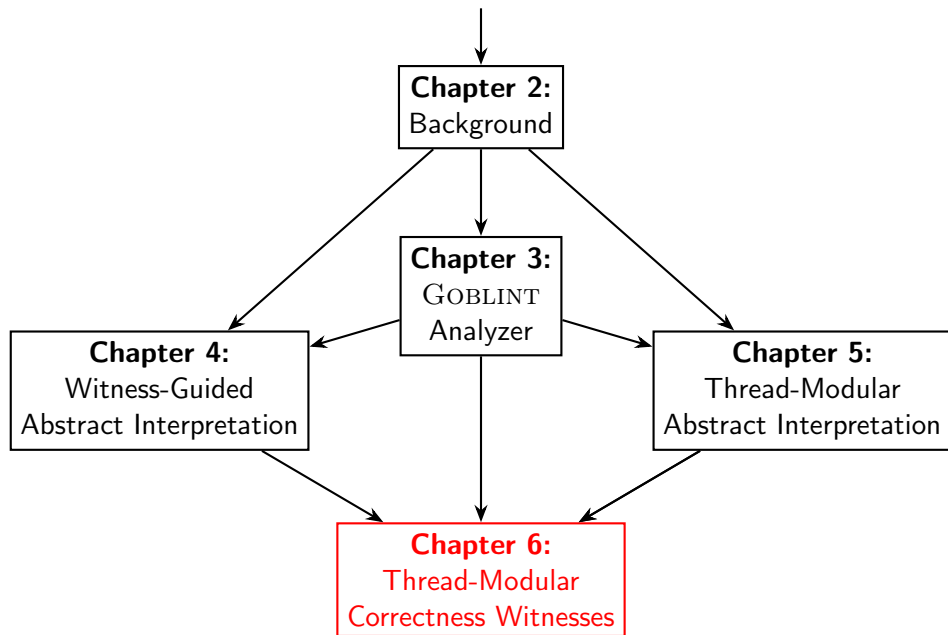 Chapter 2:
Background
Chapter 3:
GOBLINT
Analyzer
Chapter 4:
Witness-Guided
Abstract Interpretation
Chapter 5:
Thread-Modular
Abstract Interpretation
Chapter 6:
Thread-Modular
Correctness Witnesses